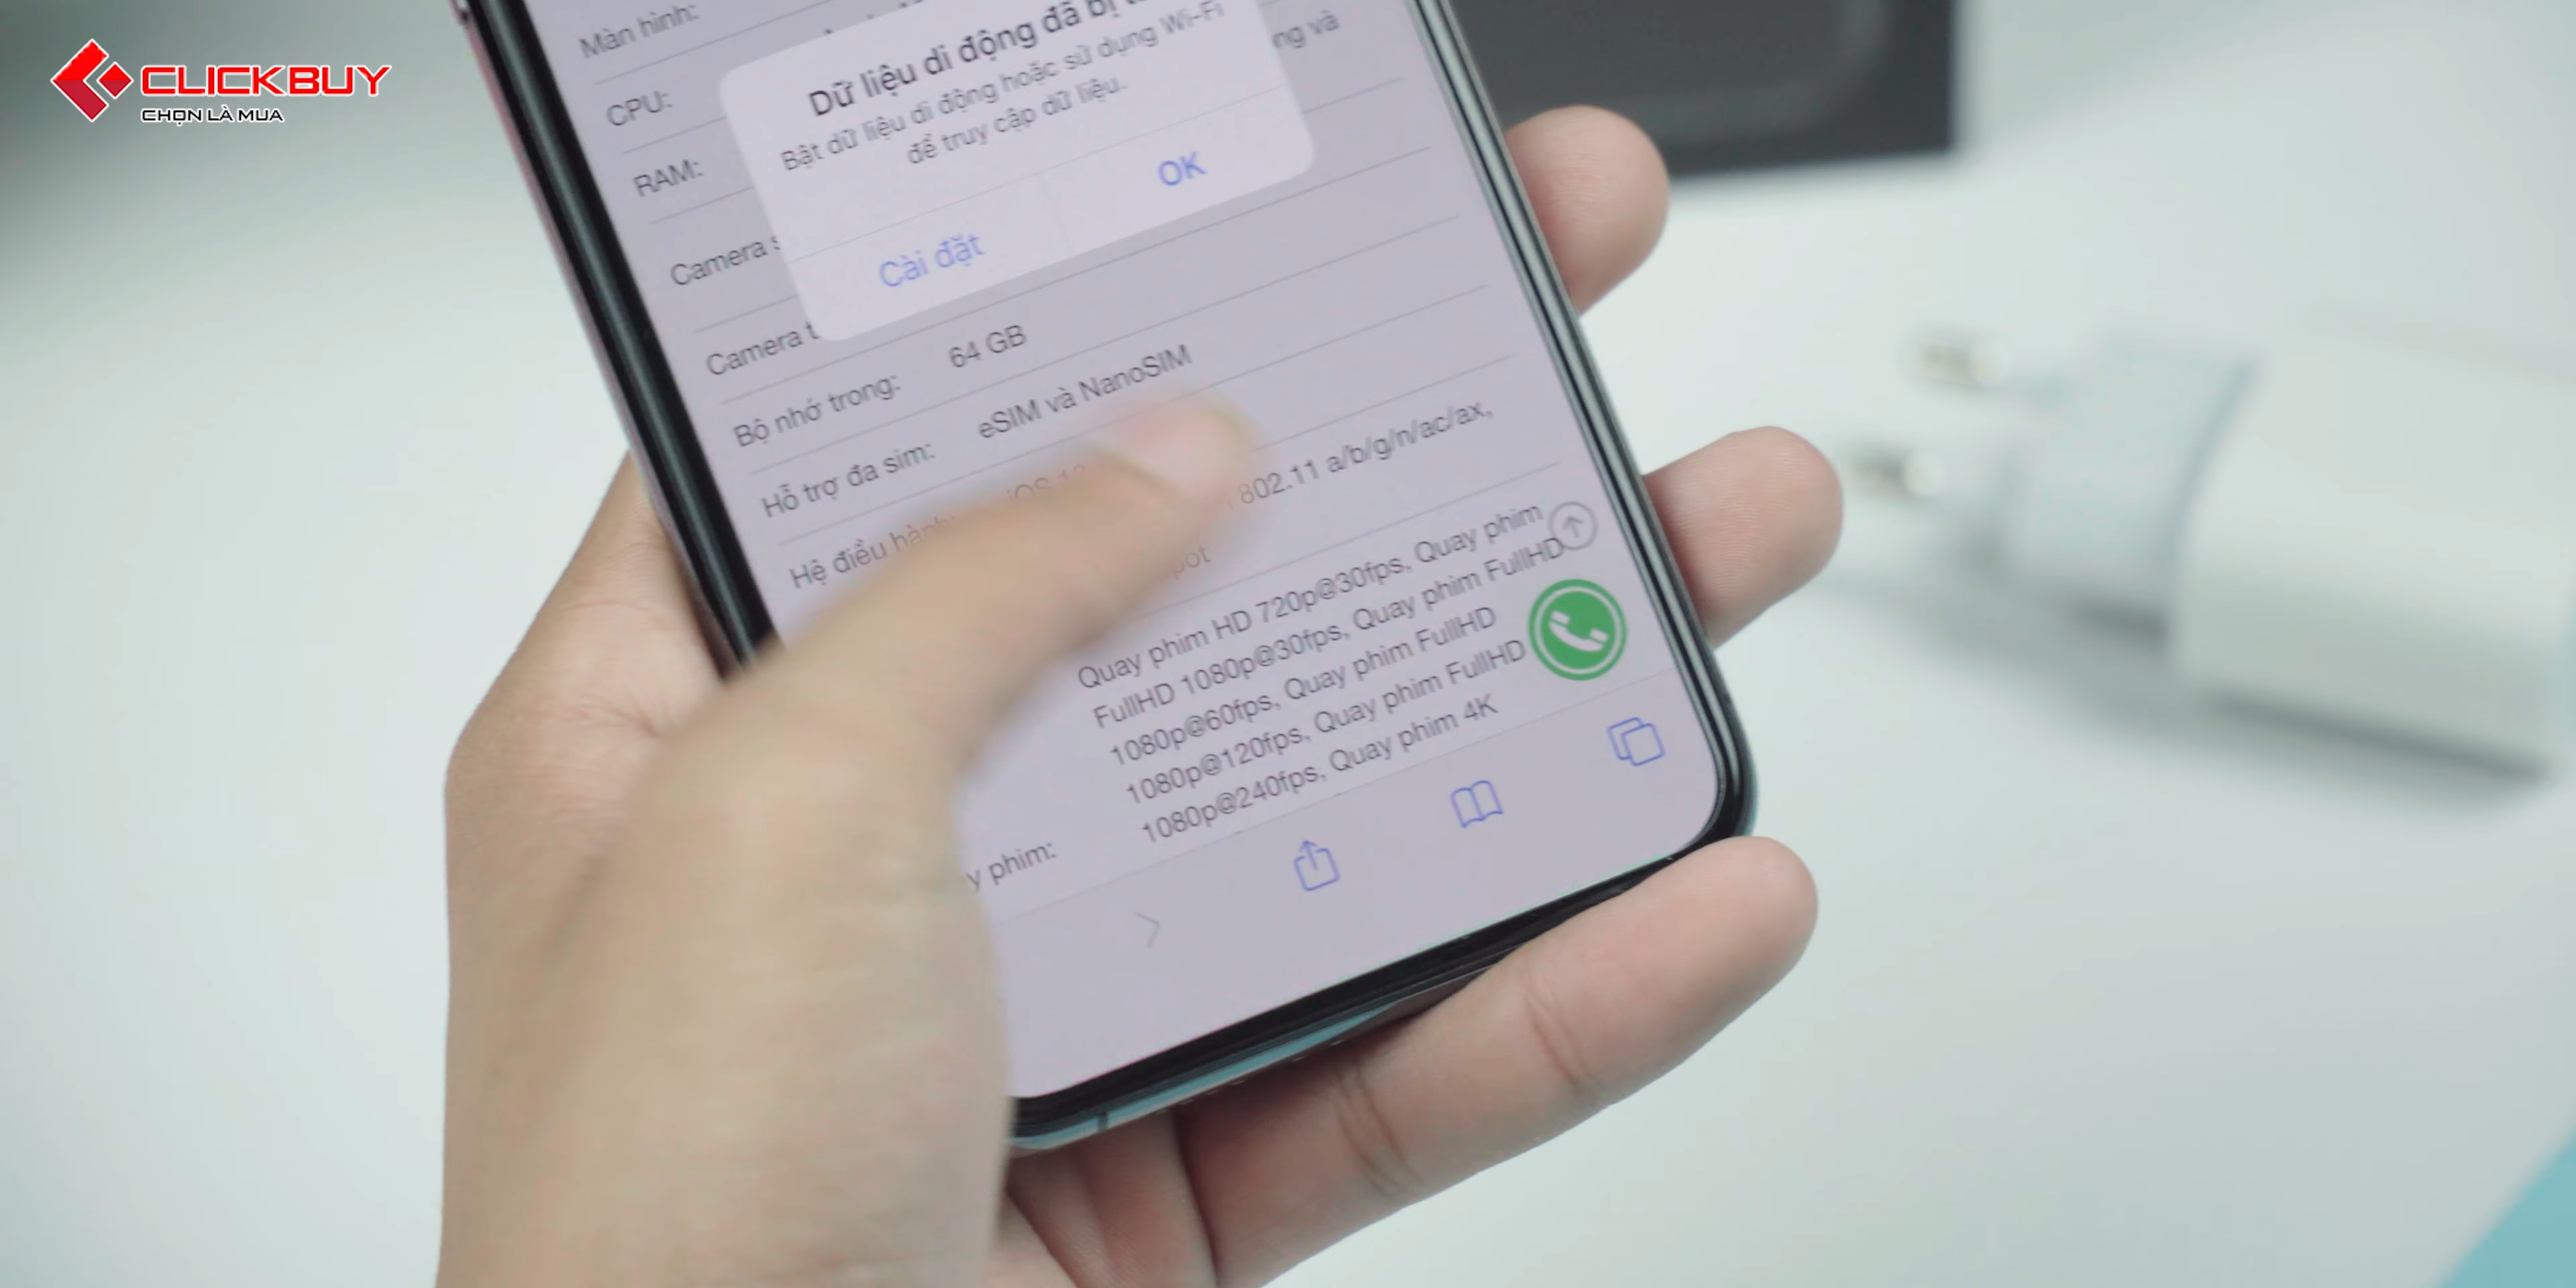 CLICKBUY
CHỌN LÀ MUA
Màn hình:
CPU:
RAM:
Camera
Camera
Dữ liệu di động đã bị
Bật dữ liệu di động hoặc sử dụng Wi-Fi
để truy cập dữ liệu.
Cài đặt
OK
và
Bộ nhớ trong: 64 GB
Hỗ trợ đa sim: eSIM và NanoSIM
Hệ điều hành iOS
802.11 a/b/g/n/ac/ax,
phim:
Quay phim HD 720p@30fps, Quay phim
FullHD 1080p@30fps, Quay phim FullHD
1080p@60fps, Quay phim FullHD
1080p@120fps, Quay phim FullHD
1080p@240fps, Quay phim 4K